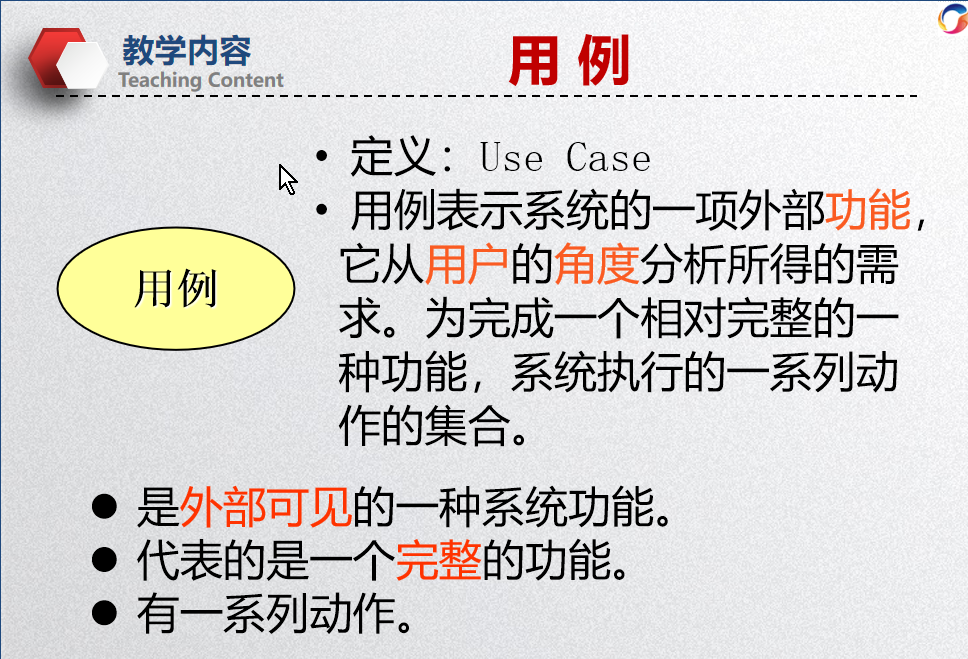 教学内容
Teaching Content
用 例
• 定义：Use Case
• 用例表示系统的一项外部功能，
它从用户的角度分析所得的需
求。为完成一个相对完整的一
种功能，系统执行的一系列动
作的集合。
用例
● 是外部可见的一种系统功能。
● 代表的是一个完整的功能。
● 有一系列动作。